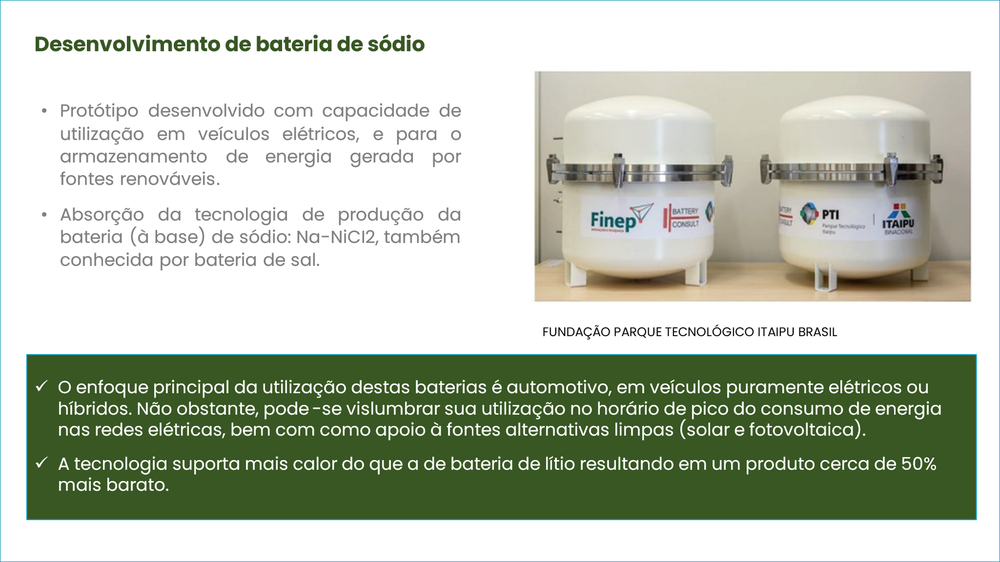 Desenvolvimento de bateria de sódio
• Protótipo desenvolvido com capacidade de
utilização em veículos elétricos, e para o
armazenamento de energia gerada por
fontes renováveis.
• Absorção da tecnologia de produção da
bateria (à base) de sódio: Na-NiCl2, também
conhecida por bateria de sal.
Finep
BATTERY
CONSULT
PTI
Parque Tecnológico
Itaipu
ITAIPU
BINACIONAL
FUNDAÇÃO PARQUE TECNOLÓGICO ITAIPU BRASIL
✓ O enfoque principal da utilização destas baterias é automotivo, em veículos puramente elétricos ou
híbridos. Não obstante, pode-se vislumbrar sua utilização no horário de pico do consumo de energia
nas redes elétricas, bem como apoio à fontes alternativas limpas (solar e fotovoltaica).
✓ A tecnologia suporta mais calor do que a de bateria de lítio resultando em um produto cerca de 50%
mais barato.